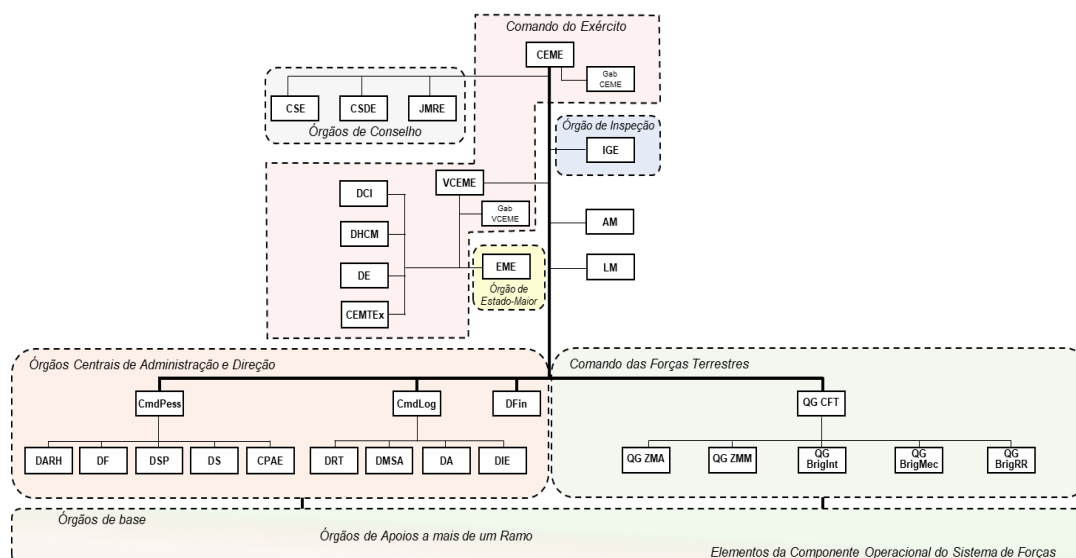 Comando do Exército
CEME
Gab
CEME
CSE
CSDE
JMRE
Órgãos de Conselho
Órgão de Inspeção
IGE
VCEME
Gab
VCEME
DCI
DHCM
DE
CEMTEx
EME
Órgão de
Estado-Maior
AM
LM
Órgãos Centrais de Administração e Direção
CmdPess
CmdLog
DFin
DARH
DF
DSP
DS
CPAE
DRT
DMSA
DA
DIE
Comando das Forças Terrestres
QG CFT
QG ZMA
QG ZMM
QG
BrigInt
QG
BrigMec
QG
BrigRR
Órgãos de base
Órgãos de Apoios a mais de um Ramo
Elementos da Componente Operacional do Sistema de Forças